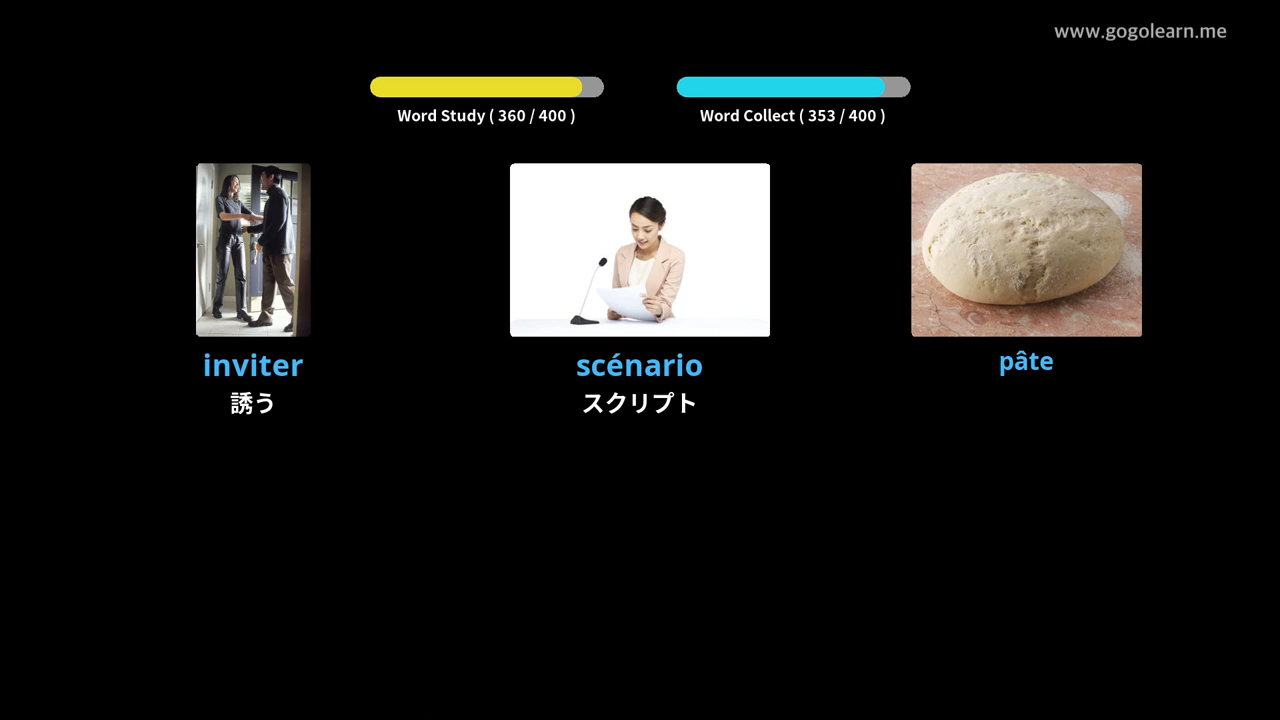 www.gogolearn.me
Word Study ( 360 / 400 )
Word Collect ( 353 / 400 )
inviter
誘う
scénario
スクリプト
pâte